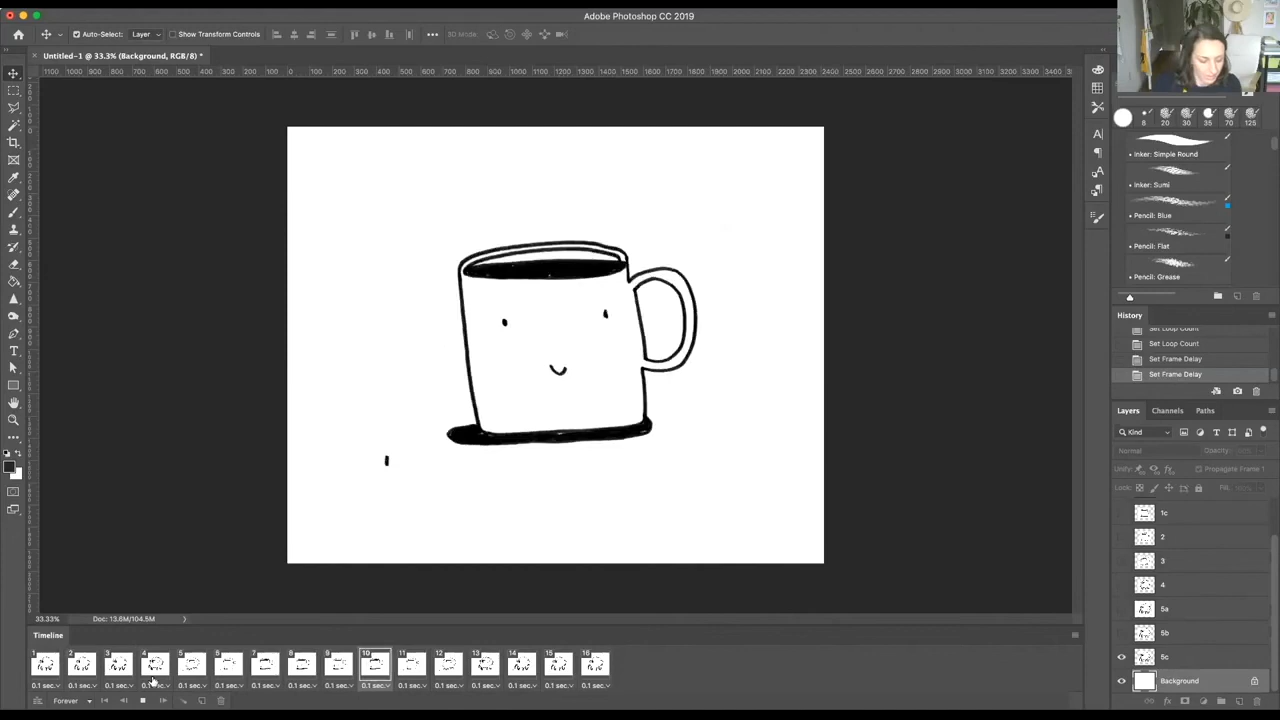 Adobe Photoshop CC 2019
Auto-Select: Layer Show Transform Controls 3D Mode:
Untitled-1 @ 33.3% (Background, RGB/8) *
8 20 30 35 70 125
Inker: Simple Round
Inker: Sumi
Pencil: Blue
Pencil: Flat
Pencil: Grease
History
Set Loop Count
Set Loop Count
Set Frame Delay
Set Frame Delay
Layers Channels Paths
Kind
Normal Opacity:
Unify: Propagate Frame 1
Lock: Fill:
1c
2
3
4
5a
5b
5c
Background
33.33% Doc: 13.6M/104.5M
Timeline
1 2 3 4 5 6 7 8 9 10 11 12 13 14 15 16
0.1 sec. 0.1 sec. 0.1 sec. 0.1 sec. 0.1 sec. 0.1 sec. 0.1 sec. 0.1 sec. 0.1 sec. 0.1 sec. 0.1 sec. 0.1 sec. 0.1 sec. 0.1 sec. 0.1 sec. 0.1 sec.
Forever